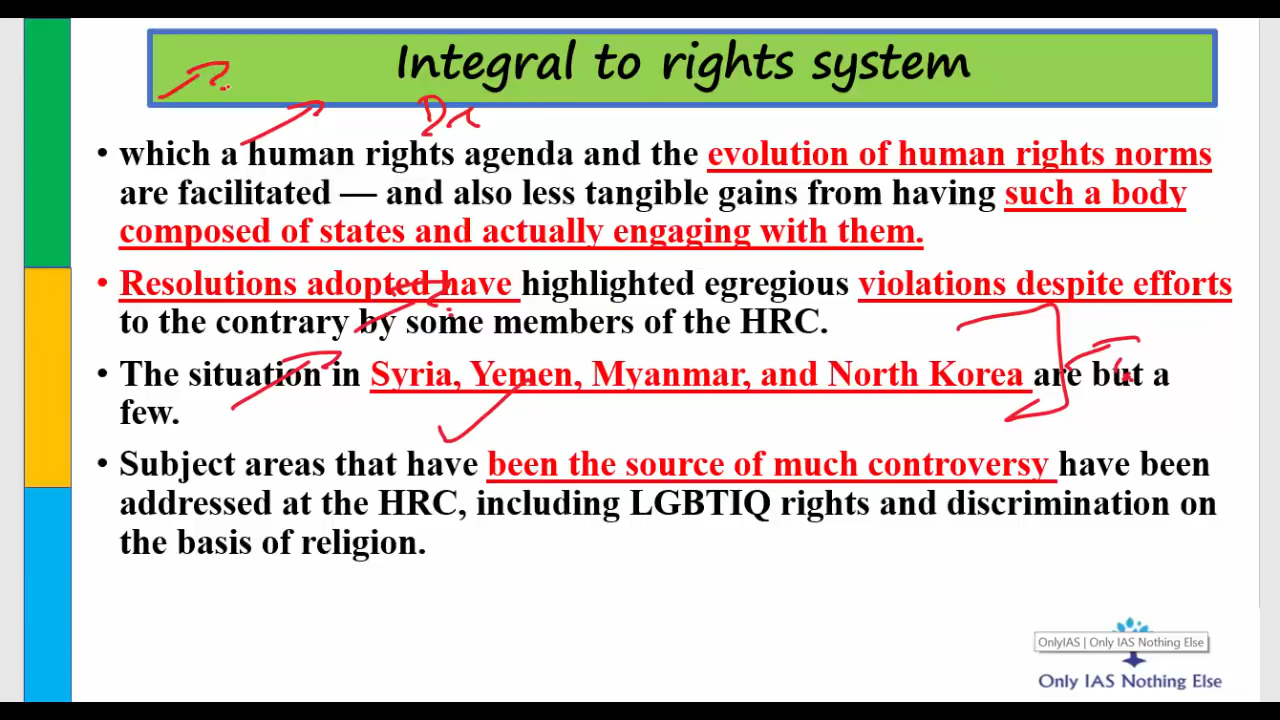 Integral to rights system
• which a human rights agenda and the evolution of human rights norms
are facilitated — and also less tangible gains from having such a body
composed of states and actually engaging with them.
• Resolutions adopted have highlighted egregious violations despite efforts
to the contrary by some members of the HRC.
• The situation in Syria, Yemen, Myanmar, and North Korea are but a
few.
• Subject areas that have been the source of much controversy have been
addressed at the HRC, including LGBTIQ rights and discrimination on
the basis of religion.
OnlyIAS | Only IAS Nothing Else
Only IAS Nothing Else